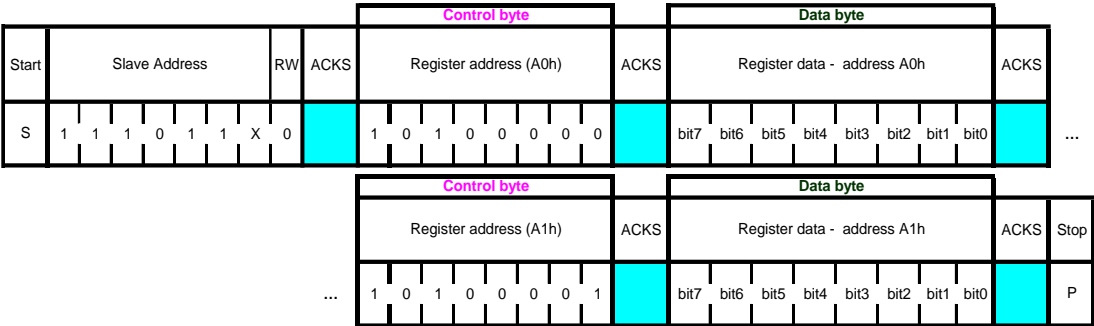 Control byte Data byte
Start Slave Address RW ACKS Register address (A0h) ACKS Register data - address A0h ACKS
S 1 1 1 0 1 1 X 0 1 0 1 0 0 0 0 0 bit7 bit6 bit5 bit4 bit3 bit2 bit1 bit0 ...
Control byte Data byte
Register address (A1h) ACKS Register data - address A1h ACKS Stop
... 1 0 1 0 0 0 0 1 bit7 bit6 bit5 bit4 bit3 bit2 bit1 bit0 P